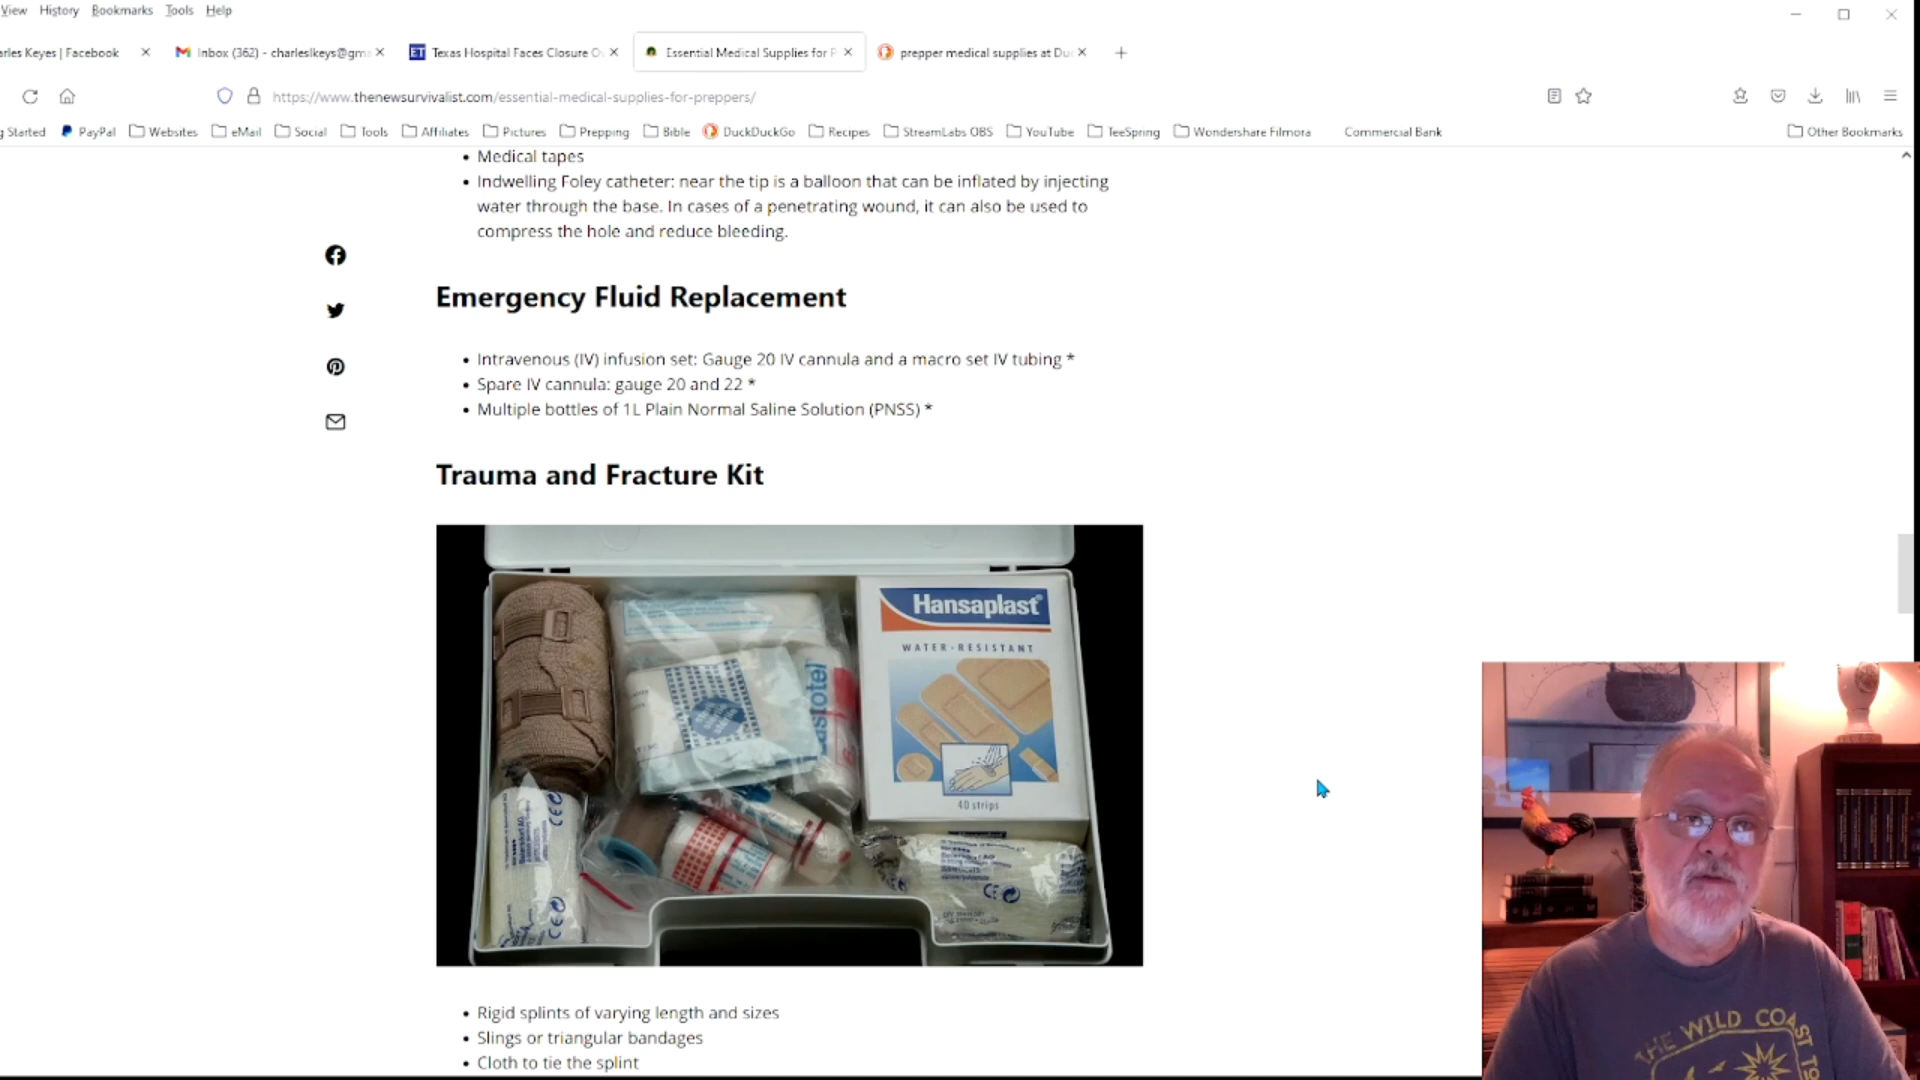 View History Bookmarks Tools Help
rles Keyes | Facebook
Inbox (362) - charleslkeys@gm
ET Texas Hospital Faces Closure O
Essential Medical Supplies for P
prepper medical supplies at Du
https://www.thenewsurvivalist.com/essential-medical-supplies-for-preppers/
g Started PayPal Websites eMail Social Tools Affiliates Pictures Prepping Bible DuckDuckGo Recipes StreamLabs OBS YouTube TeeSpring Wondershare Filmora Commercial Bank Other Bookmarks
• Medical tapes
• Indwelling Foley catheter: near the tip is a balloon that can be inflated by injecting
water through the base. In cases of a penetrating wound, it can also be used to
compress the hole and reduce bleeding.
Emergency Fluid Replacement
• Intravenous (IV) infusion set: Gauge 20 IV cannula and a macro set IV tubing *
• Spare IV cannula: gauge 20 and 22 *
• Multiple bottles of 1L Plain Normal Saline Solution (PNSS) *
Trauma and Fracture Kit
Hansaplast
WATER-RESISTANT
40 strips
• Rigid splints of varying length and sizes
• Slings or triangular bandages
• Cloth to tie the splint
THE WILD COAST